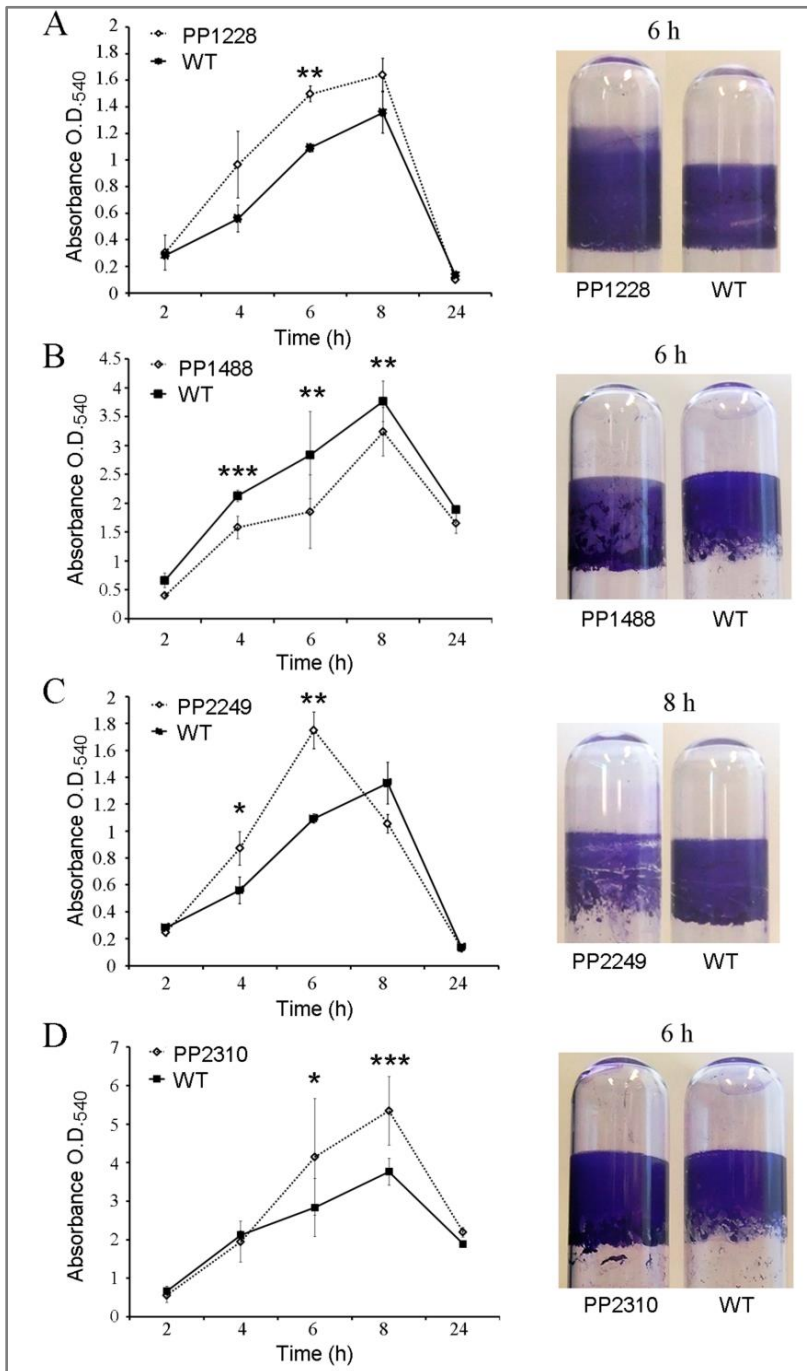 A
PP1228
WT
**
2
1.8
1.6
1.4
1.2
1
0.8
0.6
0.4
0.2
0
Absorbance O.D.540
2 4 6 8 24
Time (h)
6 h
PP1228 WT
B
PP1488
WT
***
**
**
4.5
4
3.5
3
2.5
2
1.5
1
0.5
0
Absorbance O.D.540
2 4 6 8 24
Time (h)
6 h
PP1488 WT
C
PP2249
WT
*
**
2
1.8
1.6
1.4
1.2
1
0.8
0.6
0.4
0.2
0
Absorbance O.D.540
2 4 6 8 24
Time (h)
8 h
PP2249 WT
D
PP2310
WT
*
***
7
6
5
4
3
2
1
0
Absorbance O.D.540
2 4 6 8 24
Time (h)
6 h
PP2310 WT